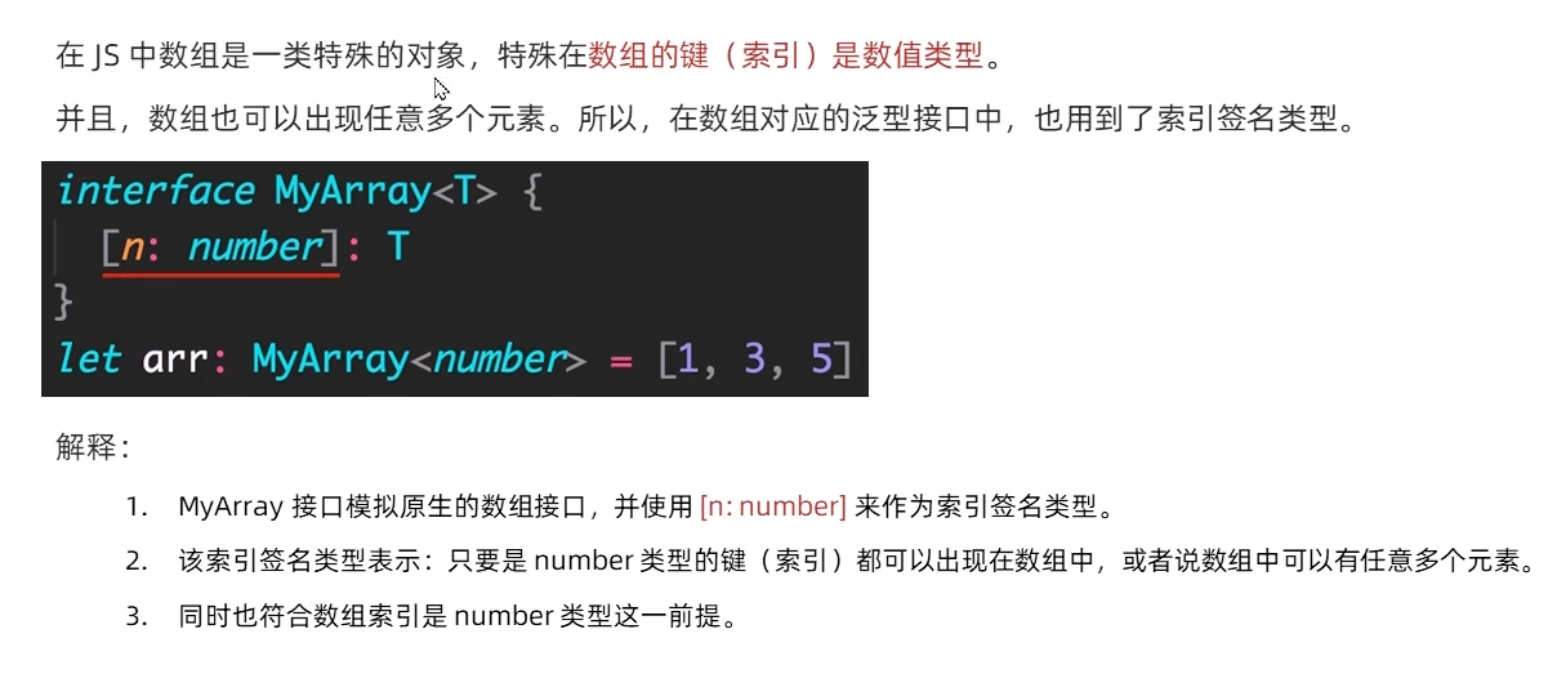 在 JS 中数组是一类特殊的对象，特殊在数组的键（索引）是数值类型。
并且，数组也可以出现任意多个元素。所以，在数组对应的泛型接口中，也用到了索引签名类型。
interface MyArray<T> {
[n: number]: T
}
let arr: MyArray<number> = [1, 3, 5]
解释：
1. MyArray 接口模拟原生的数组接口，并使用 [n: number] 来作为索引签名类型。
2. 该索引签名类型表示：只要是 number 类型的键（索引）都可以出现在数组中，或者说数组中可以有任意多个元素。
3. 同时也符合数组索引是 number 类型这一前提。